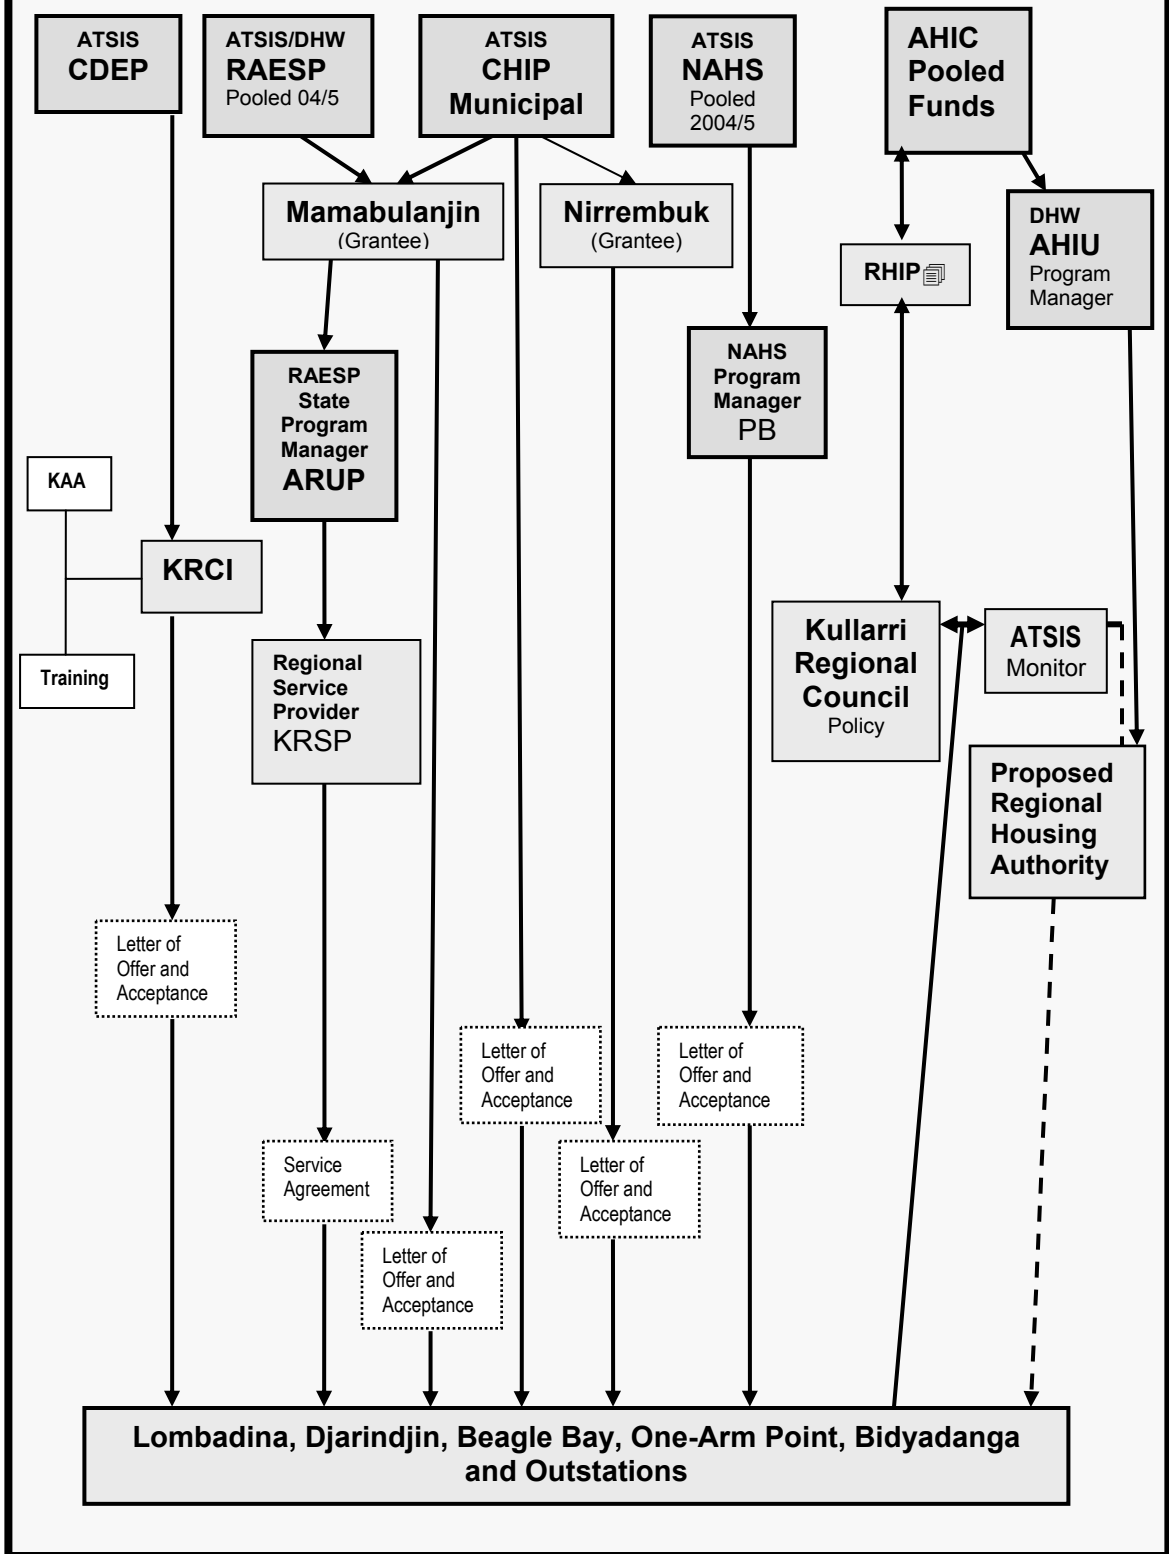 ATSIS
CDEP
ATSIS/DHW
RAESP
Pooled 04/5
ATSIS
CHIP
Municipal
ATSIS
NAHS
Pooled
2004/5
AHIC
Pooled
Funds
Mamabulanjin
(Grantee)
Nirrembuk
(Grantee)
RHIP
DHW
AHIU
Program
Manager
RAESP
State
Program
Manager
ARUP
NAHS
Program
Manager
PB
KAA
KRCI
Training
Regional
Service
Provider
KRSP
Kullarri
Regional
Council
Policy
ATSIS
Monitor
Proposed
Regional
Housing
Authority
Letter of
Offer and
Acceptance
Letter of
Offer and
Acceptance
Letter of
Offer and
Acceptance
Service
Agreement
Letter of
Offer and
Acceptance
Letter of
Offer and
Acceptance
Lombadina, Djarindjin, Beagle Bay, One-Arm Point, Bidyadanga
and Outstations